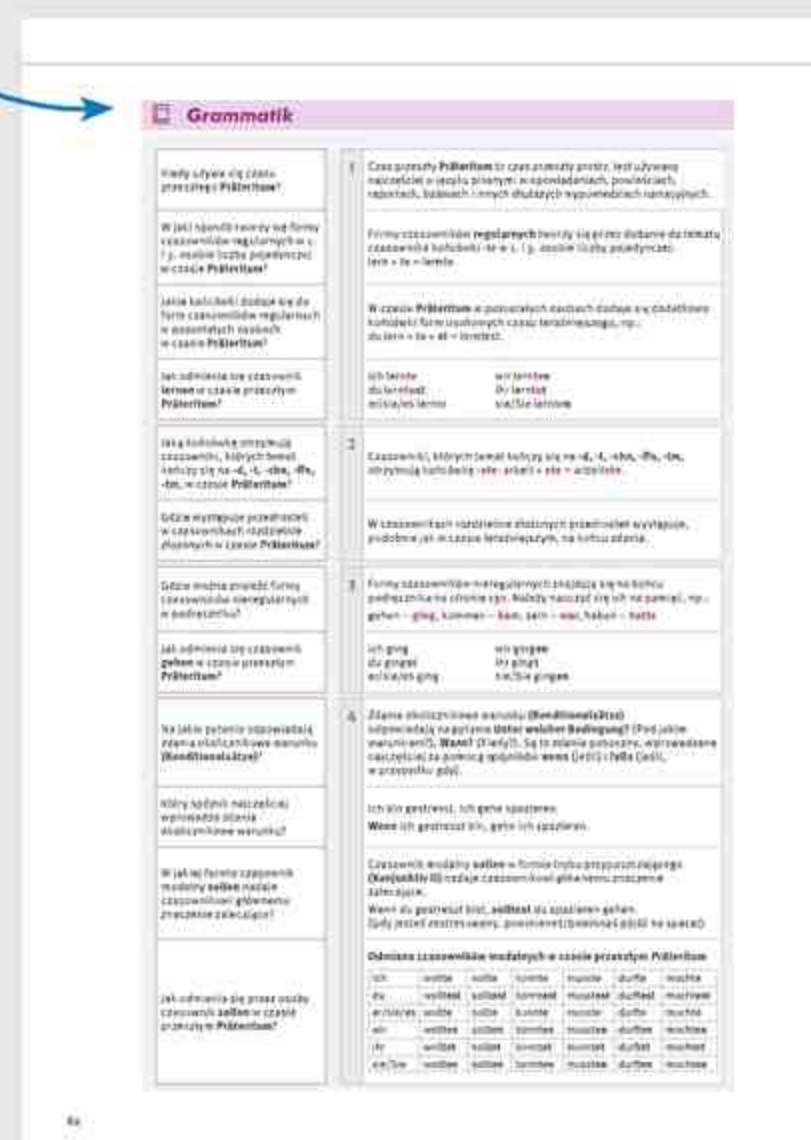 Grammatik
Kiedy używa się czasu
przeszłego Präteritum?
1
Czas przeszły Präteritum to czas przeszły prosty. Jest używany
najczęściej w języku pisanym: w opowiadaniach, powieściach,
raportach, bajkach i innych dłuższych wypowiedziach narracyjnych.
W jaki sposób tworzy się formy
czasowników regularnych w 1.
i 3. osobie liczby pojedynczej
w czasie Präteritum?
Formy czasowników regularnych tworzy się przez dodanie do tematu
czasownika końcówki -te w 1. i 3. osobie liczby pojedynczej:
lern + te = lernte.
Jakie końcówki dodaje się do
form czasowników regularnych
w pozostałych osobach
w czasie Präteritum?
W czasie Präteritum w pozostałych osobach dodaje się dodatkowo
końcówki form osobowych czasu teraźniejszego, np.:
du lern + te + st = lerntest.
Jak odmienia się czasownik
lernen w czasie przeszłym
Präteritum?
ich lernte wir lernten
du lerntest ihr lerntet
er/sie/es lernte sie/Sie lernten
Jaką końcówkę otrzymują
czasowniki, których temat
kończy się na -d, -t, -chn, -ffn,
-tm, w czasie Präteritum?
2
Czasowniki, których temat kończy się na -d, -t, -chn, -ffn, -tm,
otrzymują końcówkę -ete: arbeit + ete = arbeitete.
Gdzie występuje przedrostek
w czasownikach rozdzielnie
złożonych w czasie Präteritum?
W czasownikach rozdzielnie złożonych przedrostek występuje,
podobnie jak w czasie teraźniejszym, na końcu zdania.
Gdzie można znaleźć formy
czasowników nieregularnych
w podręczniku?
3
Formy czasowników nieregularnych znajdują się na końcu
podręcznika na stronie Należy nauczyć się ich na pamięć, np.:
gehen – ging, kommen – kam, sein – war, haben – hatte
Jak odmienia się czasownik
gehen w czasie przeszłym
Präteritum?
ich ging wir gingen
du gingst ihr gingt
er/sie/es ging sie/Sie gingen
Na jakie pytanie odpowiadają
zdania okolicznikowe warunku
(Konditionalsätze)?
4
Zdania okolicznikowe warunku (Konditionalsätze)
odpowiadają na pytania Unter welcher Bedingung? (Pod jakim
warunkiem?), Wann? (Kiedy?). Są to zdania poboczne, wprowadzane
najczęściej za pomocą spójników wenn (jeśli) i falls (jeśli,
w przypadku gdy).
Który spójnik najczęściej
wprowadza zdania
okolicznikowe warunku?
Ich bin gestresst. Ich gehe spazieren.
Wenn ich gestresst bin, gehe ich spazieren.
W jakiej formie czasownik
modalny sollen nadaje
czasownikowi głównemu
znaczenie zalecające?
Czasownik modalny sollen w formie trybu przypuszczającego
(Konjunktiv II) nadaje czasownikowi głównemu znaczenie
zalecające.
Wenn du gestresst bist, solltest du spazieren gehen.
(Gdy jesteś zestresowany, powinieneś/powinnaś pójść na spacer.)
Jak odmienia się przez osoby
czasownik sollen w czasie
przeszłym Präteritum?
Odmiana czasowników modalnych w czasie przeszłym Präteritum
ich wollte sollte konnte musste durfte mochte
du wolltest solltest konntest musstest durftest mochtest
er/sie/es wollte sollte konnte musste durfte mochte
wir wollten sollten konnten mussten durften mochten
ihr wolltet solltet konntet musstet durftet mochtet
sie/Sie wollten sollten konnten mussten durften mochten